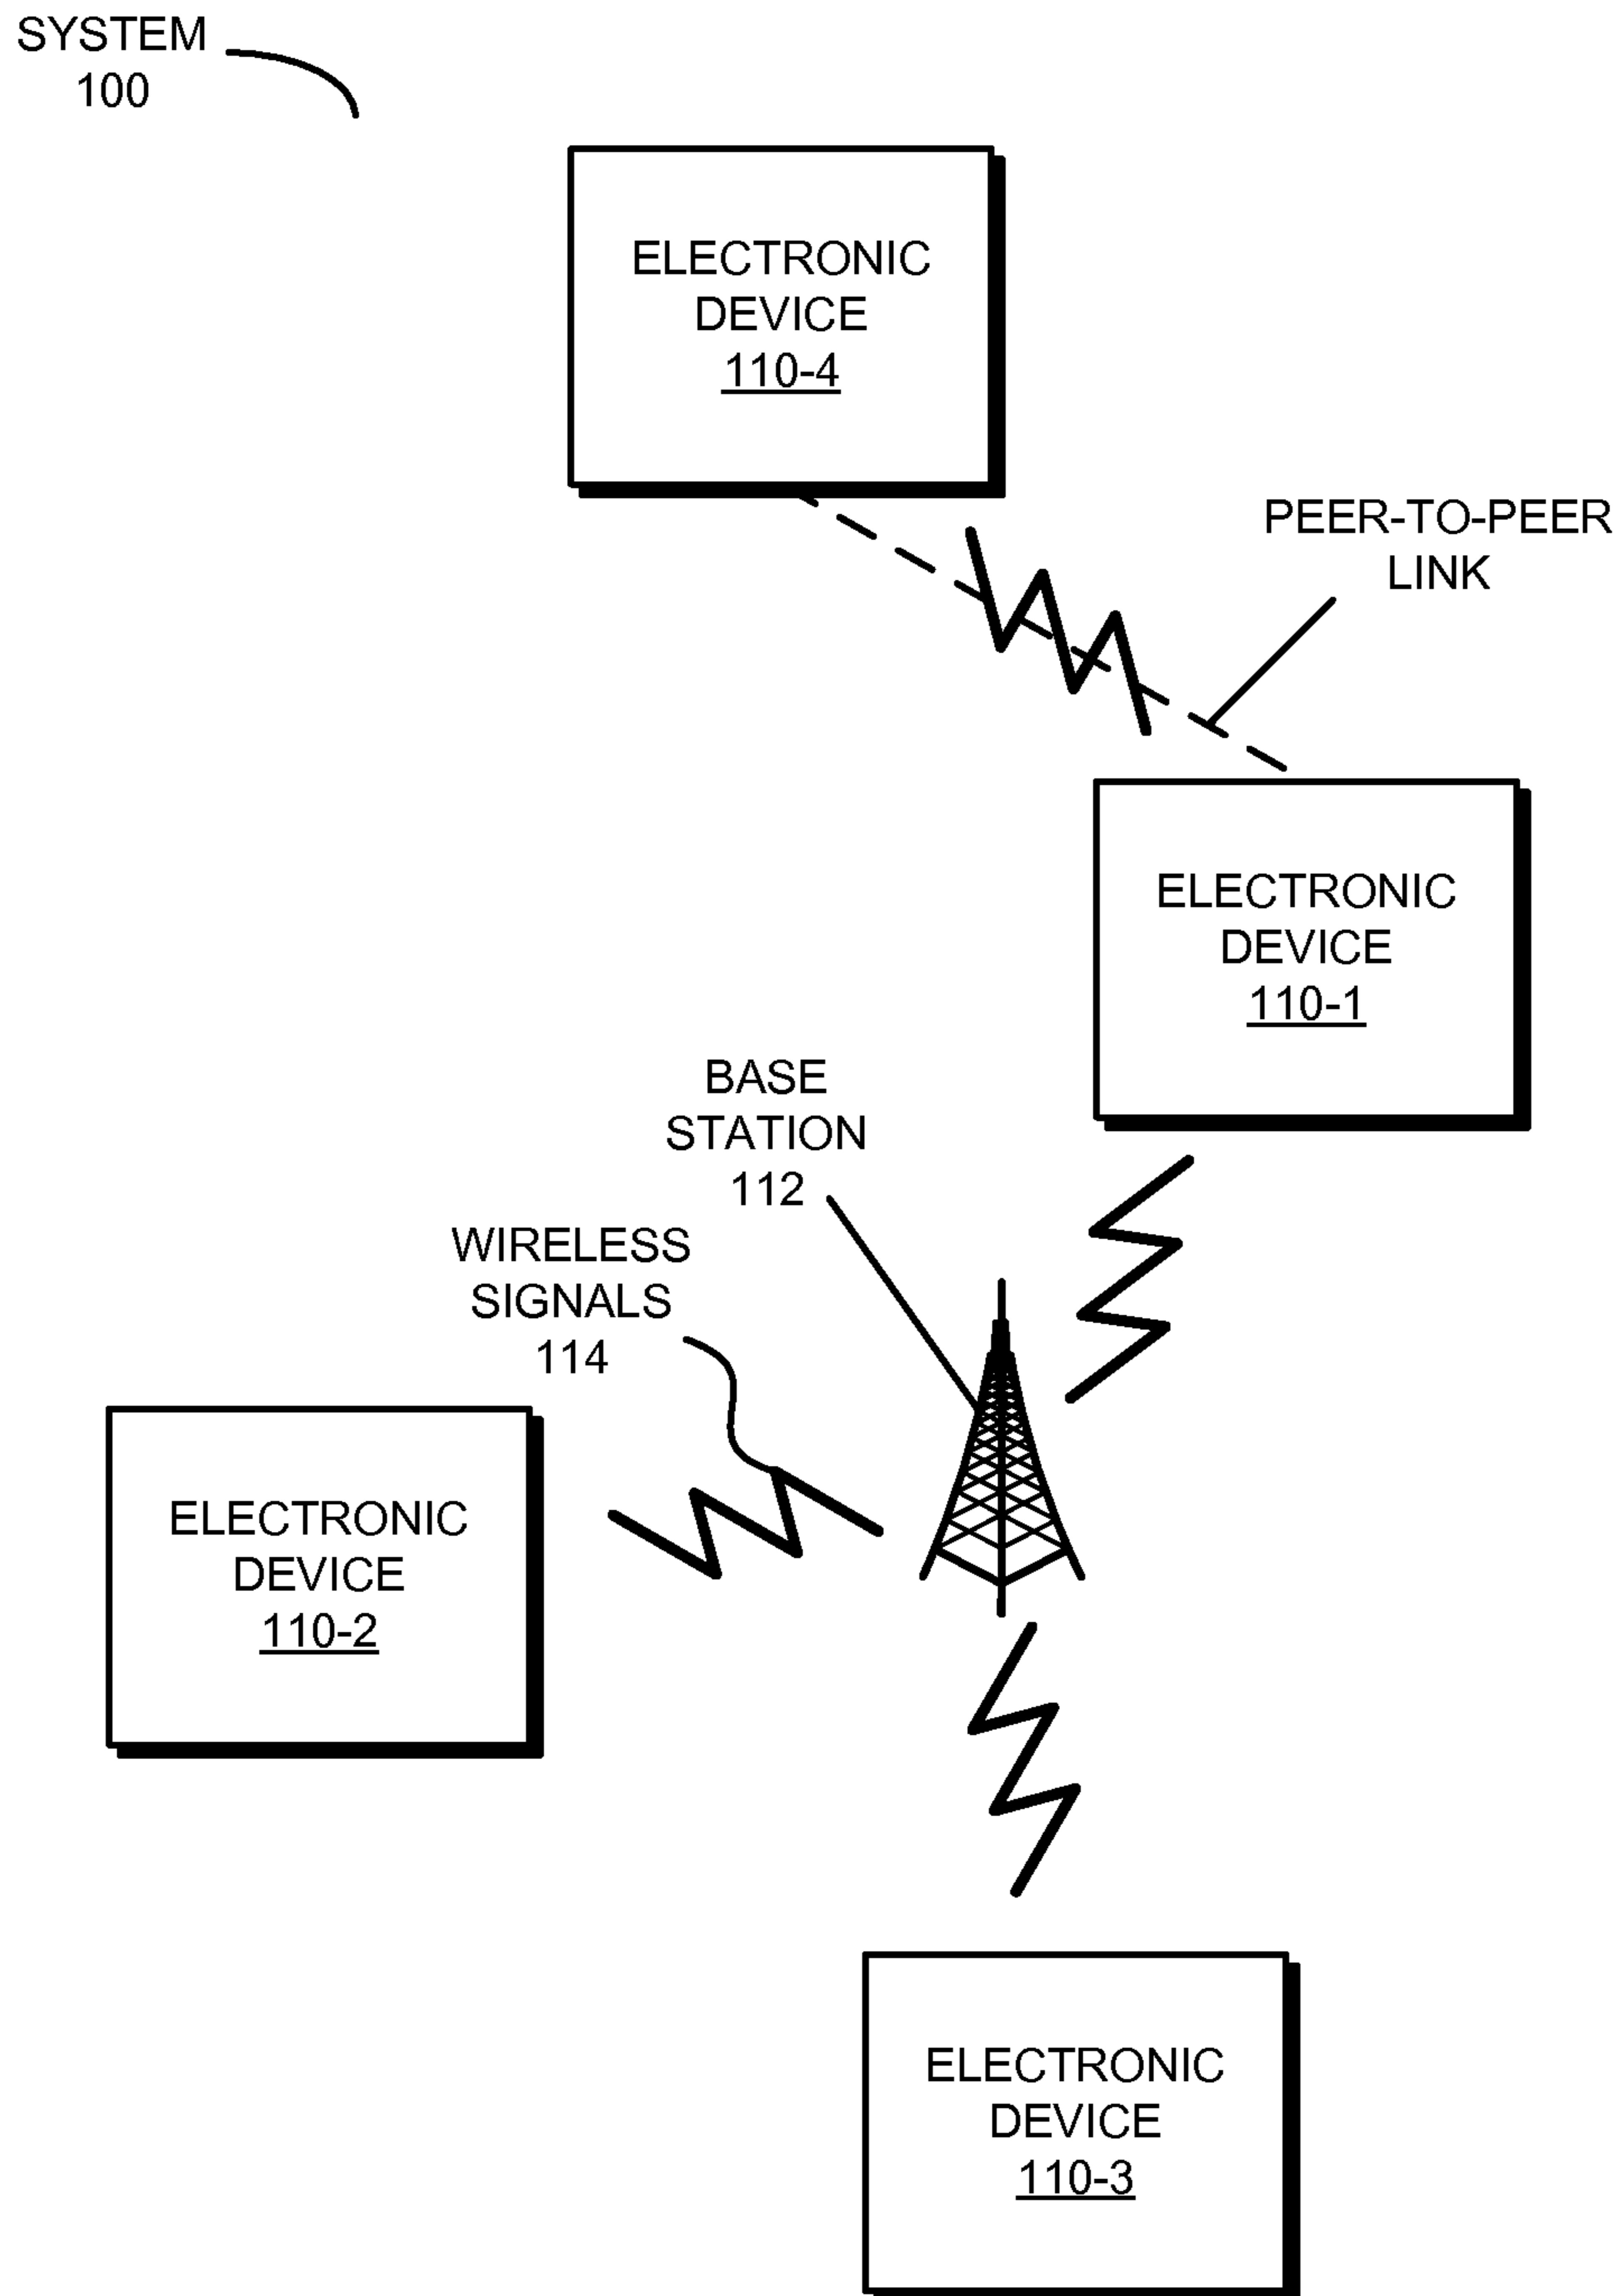 SYSTEM
100
ELECTRONIC
DEVICE
110-4
PEER-TO-PEER
LINK
ELECTRONIC
DEVICE
110-1
BASE
STATION
112
WIRELESS
SIGNALS
114
ELECTRONIC
DEVICE
110-2
ELECTRONIC
DEVICE
110-3